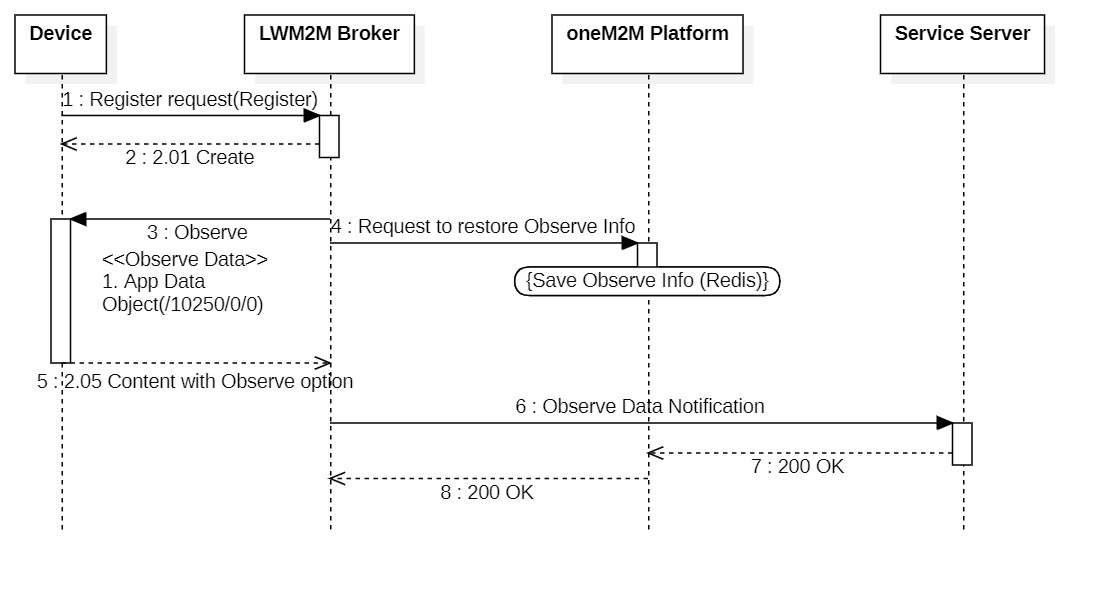 Device
LWM2M Broker
oneM2M Platform
Service Server
1 : Register request(Register)
2 : 2.01 Create
3 : Observe
4 : Request to restore Observe Info
<<Observe Data>>
1. App Data
Object(/10250/0/0)
{Save Observe Info (Redis)}
5 : 2.05 Content with Observe option
6 : Observe Data Notification
7 : 200 OK
8 : 200 OK